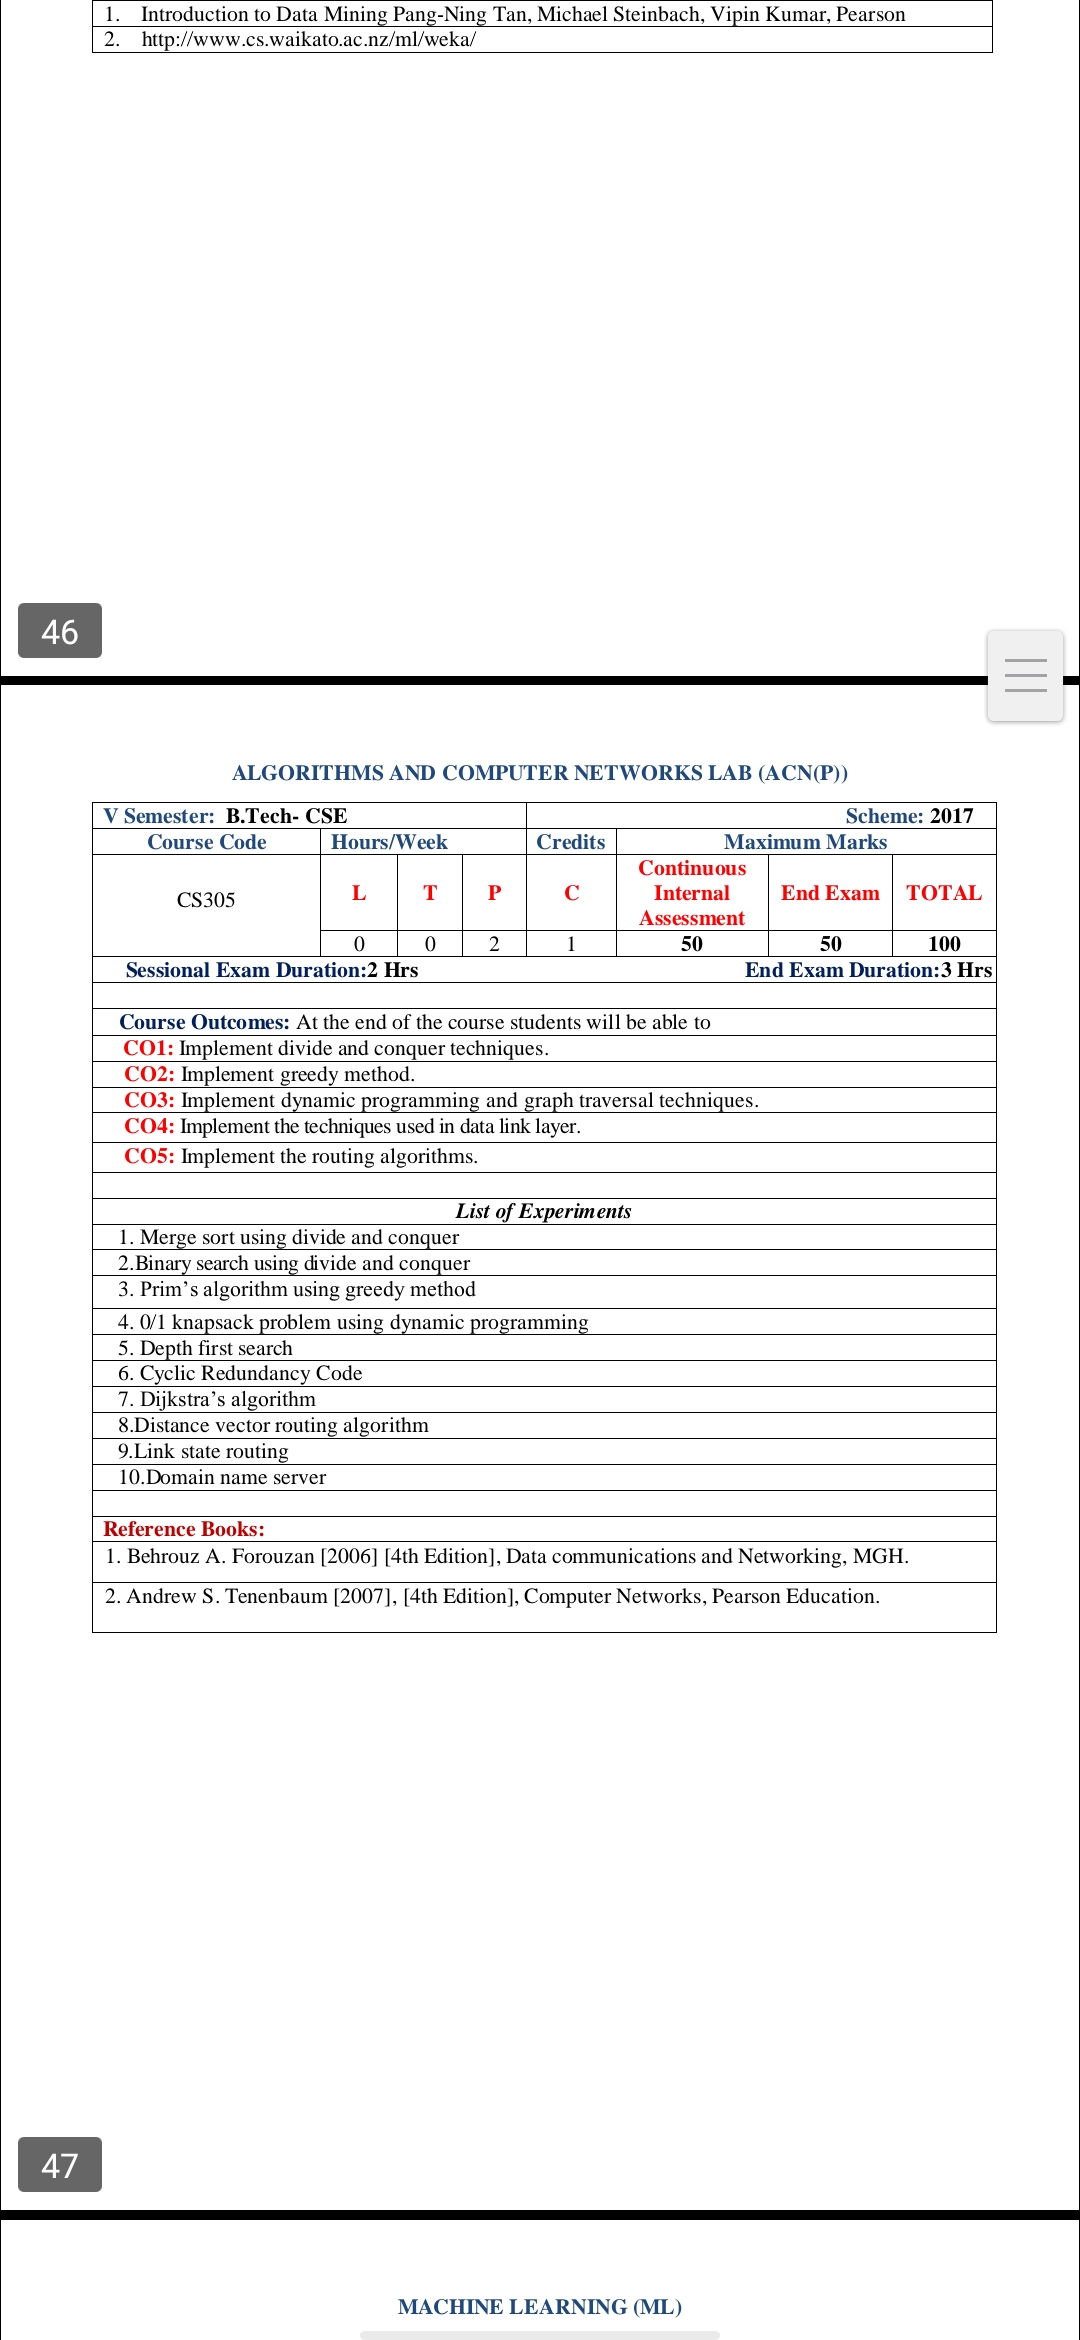 1. Introduction to Data Mining Pang-Ning Tan, Michael Steinbach, Vipin Kumar, Pearson
2. http://www.cs.waikato.ac.nz/ml/weka/
46
ALGORITHMS AND COMPUTER NETWORKS LAB (ACN(P))
V Semester: B.Tech- CSE Scheme: 2017
Course Code Hours/Week Credits Maximum Marks
CS305 L T P C Continuous Internal Assessment End Exam TOTAL
0 0 2 1 50 50 100
Sessional Exam Duration:2 Hrs End Exam Duration:3 Hrs
Course Outcomes: At the end of the course students will be able to
CO1: Implement divide and conquer techniques.
CO2: Implement greedy method.
CO3: Implement dynamic programming and graph traversal techniques.
CO4: Implement the techniques used in data link layer.
CO5: Implement the routing algorithms.
List of Experiments
1. Merge sort using divide and conquer
2.Binary search using divide and conquer
3. Prim’s algorithm using greedy method
4. 0/1 knapsack problem using dynamic programming
5. Depth first search
6. Cyclic Redundancy Code
7. Dijkstra’s algorithm
8.Distance vector routing algorithm
9.Link state routing
10.Domain name server
Reference Books:
1. Behrouz A. Forouzan [2006] [4th Edition], Data communications and Networking, MGH.
2. Andrew S. Tenenbaum [2007], [4th Edition], Computer Networks, Pearson Education.
47
MACHINE LEARNING (ML)